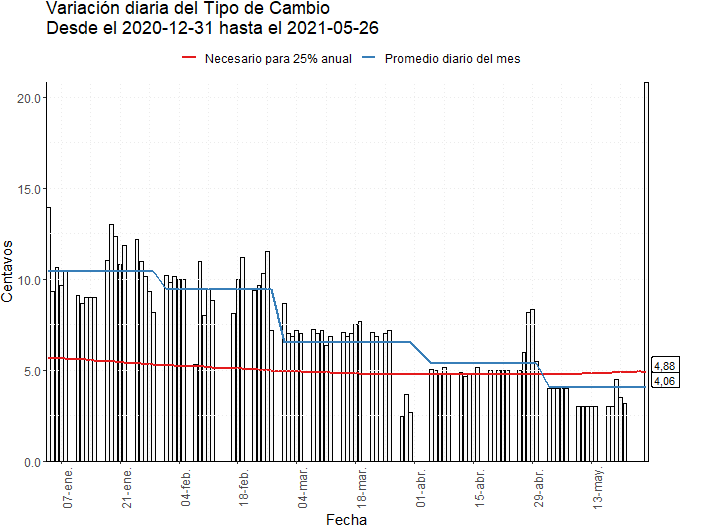 Variación diaria del Tipo de Cambio
Desde el 2020-12-31 hasta el 2021-05-26
Necesario para 25% anual
Promedio diario del mes
Centavos
20.0
15.0
10.0
5.0
0.0
4,88
4,06
07-ene.
21-ene.
04-feb.
18-feb.
04-mar.
18-mar.
01-abr.
15-abr.
29-abr.
13-may.
Fecha